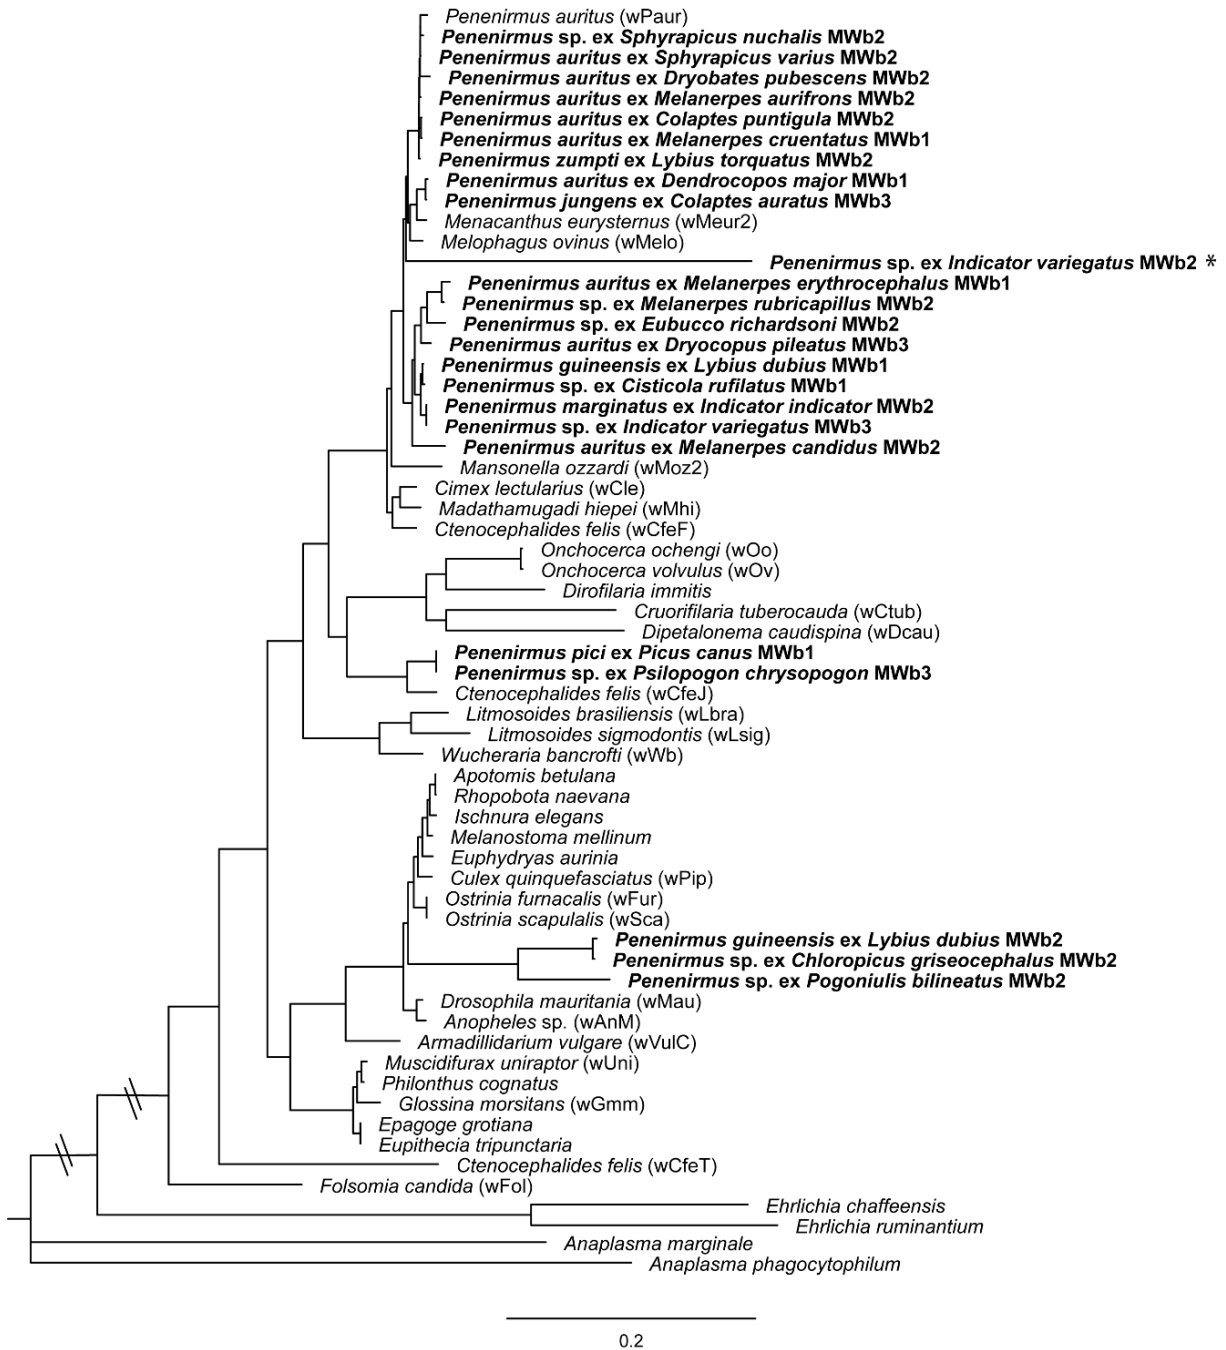 Penenirmus auritus (wPaur)
Penenirmus sp. ex Sphyrapicus nuchalis MWb2
Penenirmus auritus ex Sphyrapicus varius MWb2
Penenirmus auritus ex Dryobates pubescens MWb2
Penenirmus auritus ex Melanerpes aurifrons MWb2
Penenirmus auritus ex Colaptes puntigula MWb2
Penenirmus auritus ex Melanerpes cruentatus MWb1
Penenirmus zumpti ex Lybius torquatus MWb2
Penenirmus auritus ex Dendrocopos major MWb1
Penenirmus jungens ex Colaptes auratus MWb3
Menacanthus eurysternus (wMeur2)
Melophagus ovinus (wMelo)
Penenirmus sp. ex Indicator variegatus MWb2 *
Penenirmus auritus ex Melanerpes erythrocephalus MWb1
Penenirmus sp. ex Melanerpes rubricapillus MWb2
Penenirmus sp. ex Eubucco richardsoni MWb2
Penenirmus auritus ex Dryocopus pileatus MWb3
Penenirmus guineensis ex Lybius dubius MWb1
Penenirmus sp. ex Cisticola rufilatus MWb1
Penenirmus marginatus ex Indicator indicator MWb2
Penenirmus sp. ex Indicator variegatus MWb3
Penenirmus auritus ex Melanerpes candidus MWb2
Mansonella ozzardi (wMoz2)
Cimex lectularius (wCle)
Madathamugadi hiepei (wMhi)
Ctenocephalides felis (wCfeF)
Onchocerca ochengi (wOo)
Onchocerca volvulus (wOv)
Dirofilaria immitis
Cruorifilaria tuberocauda (wCtub)
Dipetalonema caudispina (wDcau)
Penenirmus pici ex Picus canus MWb1
Penenirmus sp. ex Psilopogon chrysopogon MWb3
Ctenocephalides felis (wCfeJ)
Litmosoides brasiliensis (wLbra)
Litmosoides sigmodontis (wLsig)
Wucheraria bancrofti (wWb)
Apotomis betulana
Rhopobota naevana
Ischnura elegans
Melanostoma mellinum
Euphydryas aurinia
Culex quinquefasciatus (wPip)
Ostrinia furnacalis (wFur)
Ostrinia scapulalis (wSca)
Penenirmus guineensis ex Lybius dubius MWb2
Penenirmus sp. ex Chloropicus griseocephalus MWb2
Penenirmus sp. ex Pogoniulis bilineatus MWb2
Drosophila mauritania (wMau)
Anopheles sp. (wAnM)
Armadillidarium vulgare (wVulC)
Muscidifurax uniraptor (wUni)
Philonthus cognatus
Glossina morsitans (wGmm)
Epagoge grotiana
Eupithecia tripunctaria
Ctenocephalides felis (wCfeT)
Folsomia candida (wFol)
Ehrlichia chaffeensis
Ehrlichia ruminantium
Anaplasma marginale
Anaplasma phagocytophilum
0.2